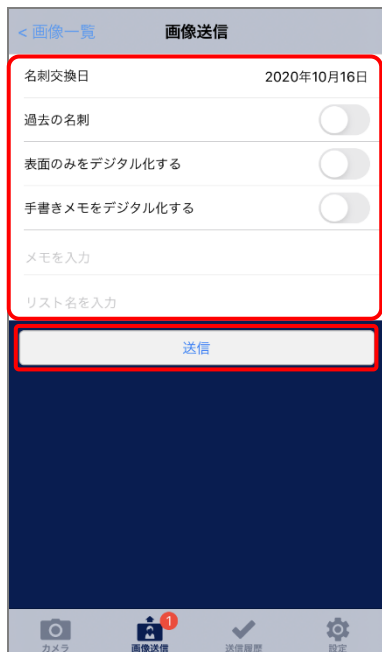 < 画像一覧 画像送信
名刺交換日 2020年10月16日
過去の名刺
表面のみをデジタル化する
手書きメモをデジタル化する
メモを入力
リスト名を入力
送信
1
カメラ 画像送信 送信履歴 設定